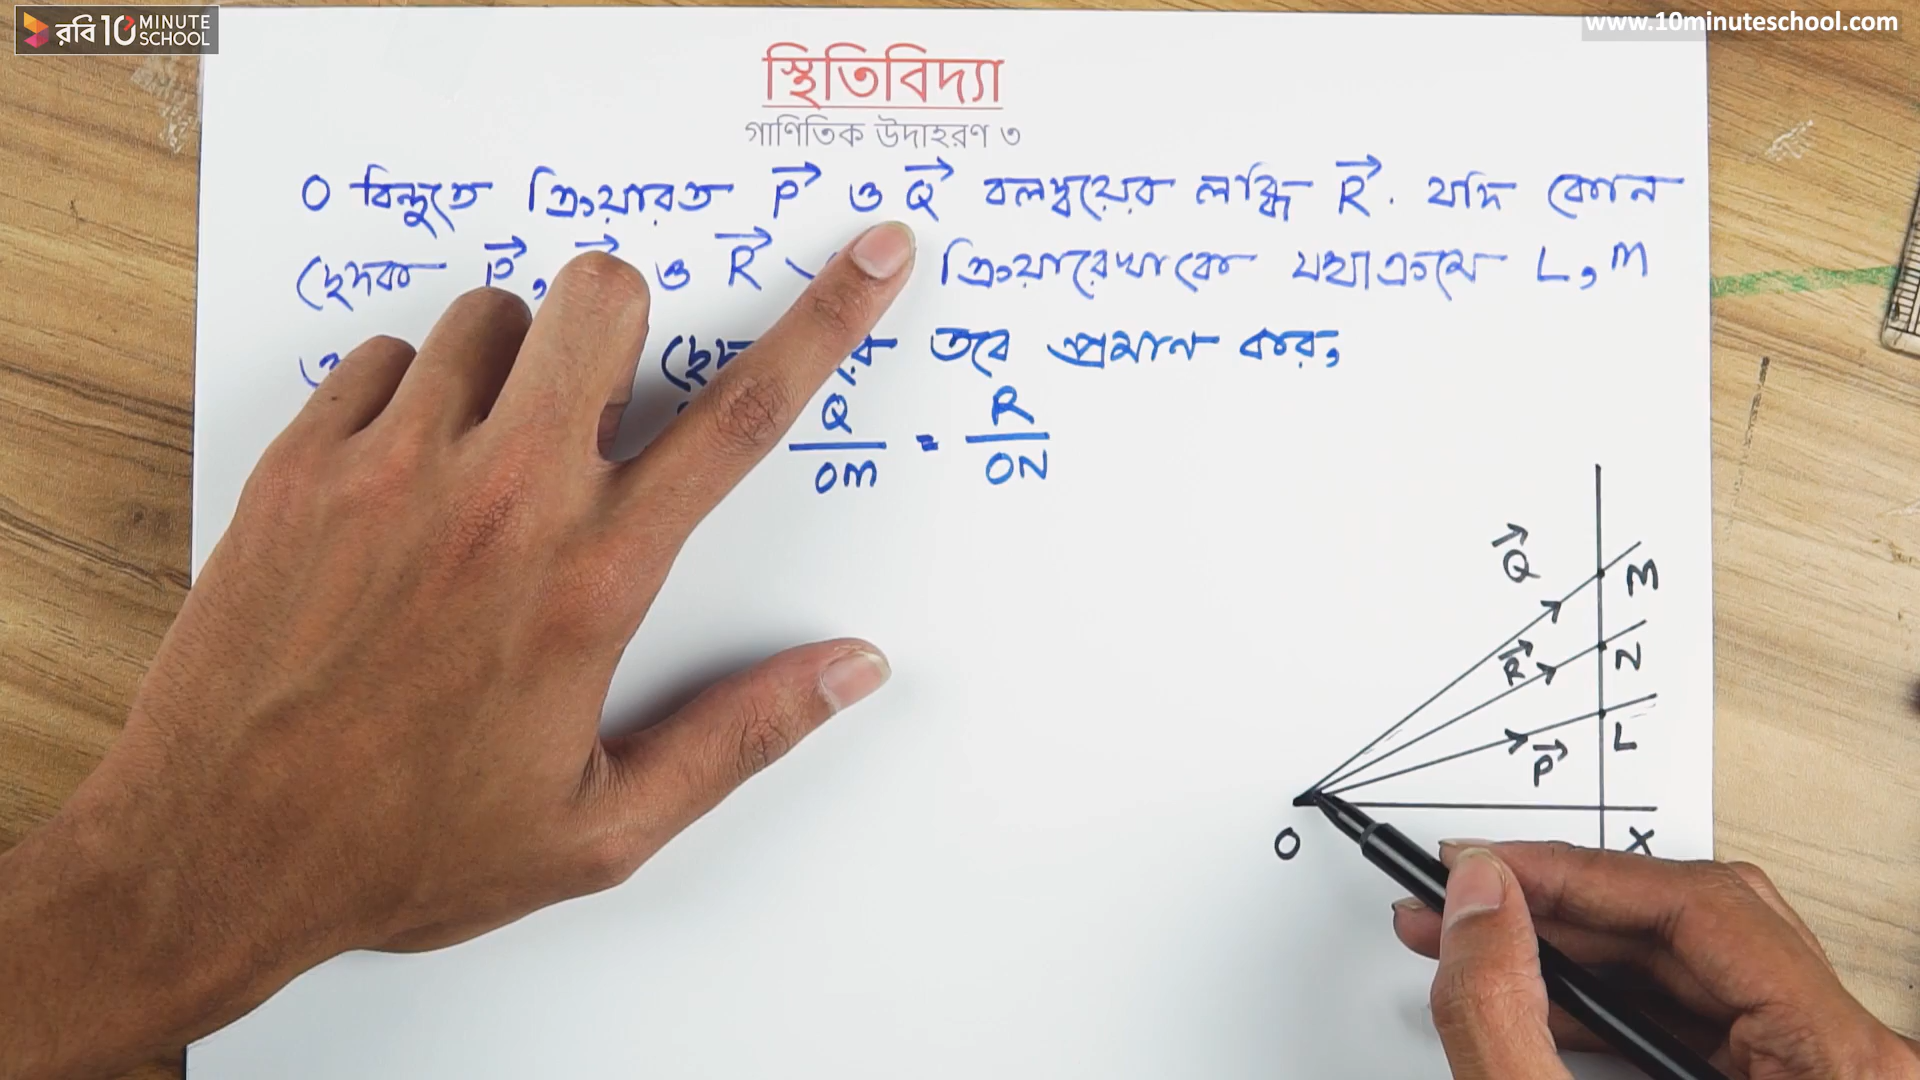 রবি 10 MINUTE SCHOOL
www.10minuteschool.com
স্থিতিবিদ্যা
গাণিতিক উদাহরণ ৩
O বিন্দুতে ক্রিয়ারত P ও Q বলদ্বয়ের লব্ধি R. যদি কোন
ছেদক P, ও R ক্রিয়ারেখাকে যথাক্রমে L, M
তবে প্রমান কর,
Q/OM = R/ON
Q
M
R
N
P
L
O
X